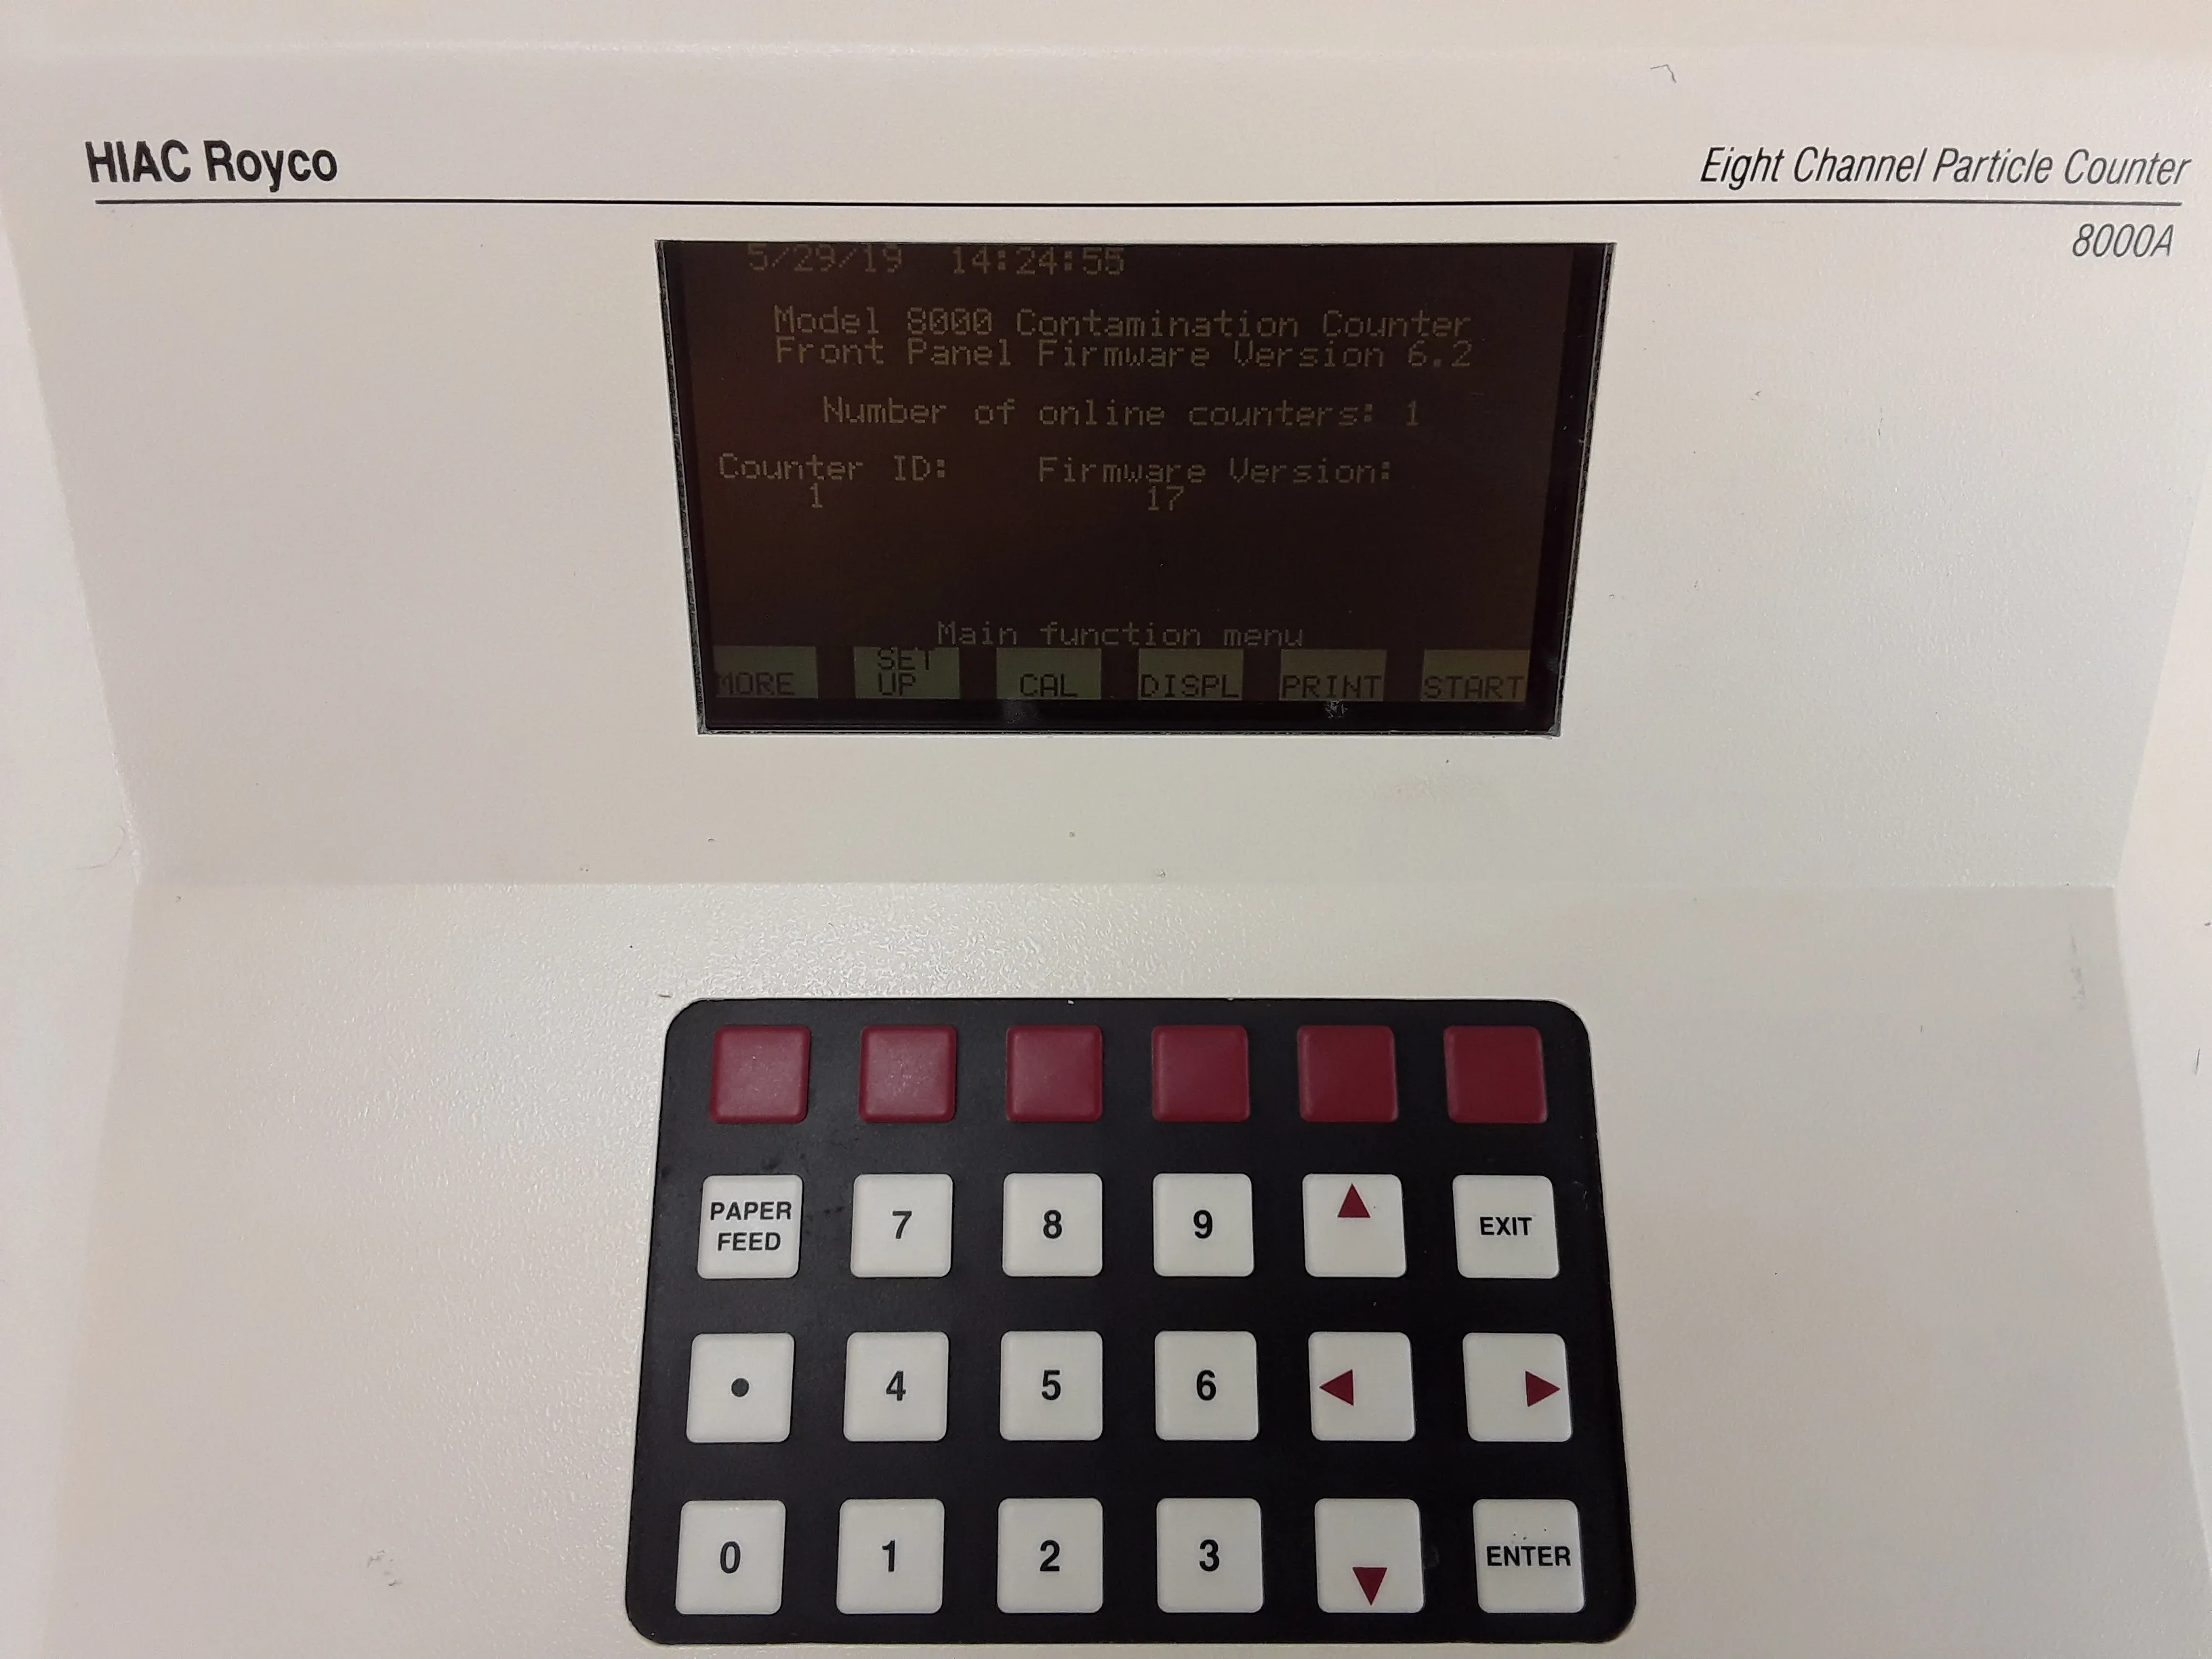 HIAC Royco
Eight Channel Particle Counter
8000A
5/29/19 14:24:55
Model 8000 Contamination Counter
Front Panel Firmware Version 6.2
Number of online counters: 1
Counter ID: Firmware Version:
1 17
Main function menu
MORE SET UP CAL DISPL PRINT START
PAPER FEED 7 8 9 EXIT
4 5 6
0 1 2 3 ENTER